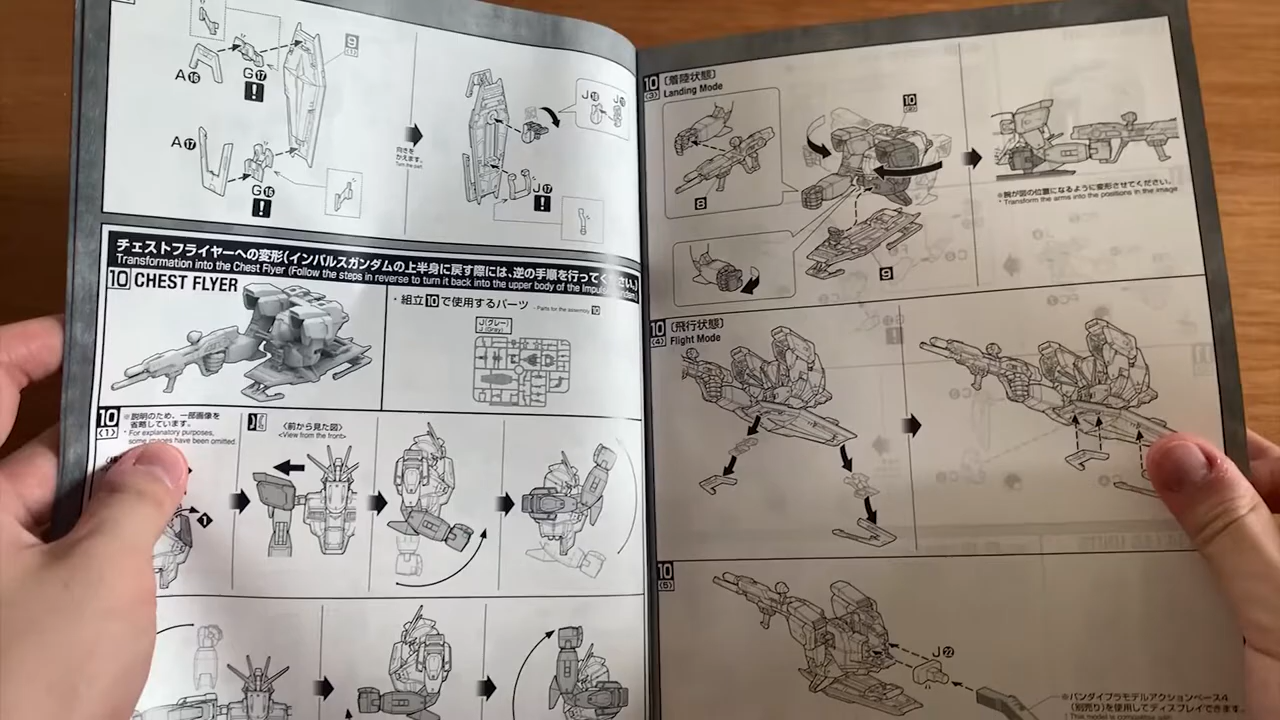 A16
G17
!
9
(1)
A17
G16
!
向きを
かえます。
Turn the part.
J17
!
チェストフライヤーへの変形(インパルスガンダムの上半身に戻す際には、逆の手順を行ってください。)
Transformation into the Chest Flyer (Follow the steps in reverse to turn it back into the upper body of the Impulse Gundam.)
10 CHEST FLYER
・組立10で使用するパーツ
・Parts for the assembly 10
J(グレー)
J (Gray)
10
(1)
※説明のため、一部画像を
省略しています。
* For explanatory purposes,
some images have been omitted.
〈前から見た図〉
<View from the front>
1
10
(3)
〔着陸状態〕
Landing Mode
8
10
(2)
9
※腕が図の位置になるように変形させてください。
* Transform the arms into the positions in the image
10
(4)
〔飛行状態〕
Flight Mode
10
(5)
J22
※バンダイプラモデルアクションベース4
(別売り)を使用してディスプレイできます。